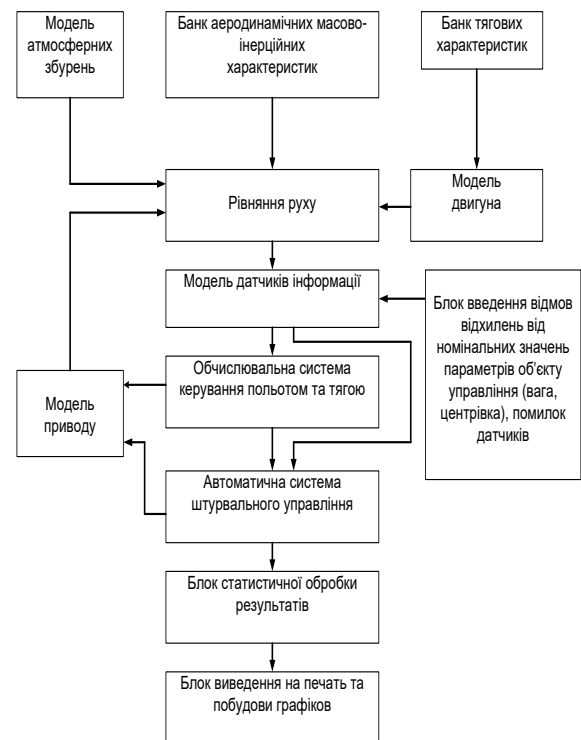 Модель
атмосферних
збурень
Банк аеродинамічних масово-
інерційних
характеристик
Банк тягових
характеристик
Рівняння руху
Модель
двигуна
Модель датчиків інформації
Блок введення відмов
відхилень від
номінальних значень
параметрів об'єкту
управління (вага,
центрівка), помилок
датчиків
Обчислювальна система
керування польотом та тягою
Модель
приводу
Автоматична система
штурвального управління
Блок статистичної обробки
результатів
Блок виведення на печать та
побудови графіків